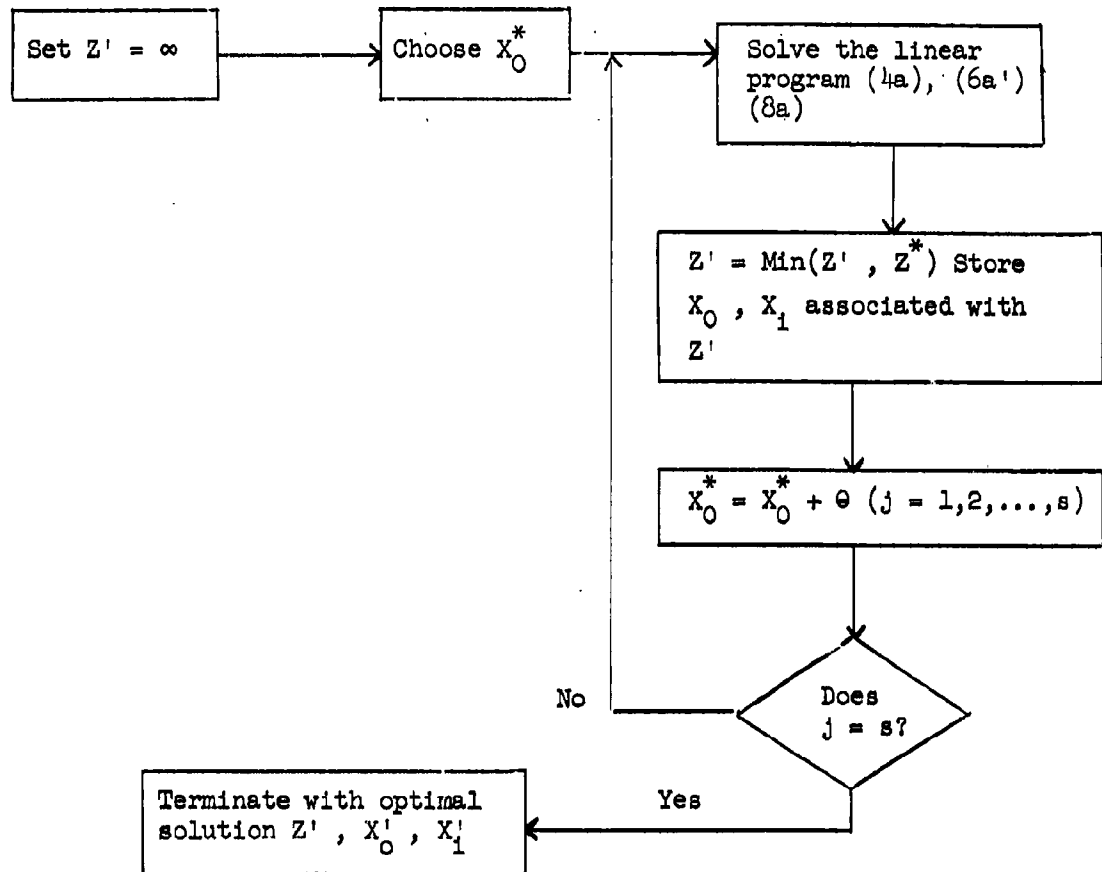 Set Z' = ∞
Choose X₀*
Solve the linear
program (4a), (6a')
(8a)
Z' = Min(Z' , Z*) Store
X₀ , X₁ associated with
Z'
X₀* = X₀* + θ (j = 1,2,...,s)
Does
j = s?
No
Yes
Terminate with optimal
solution Z' , X₀' , X₁'